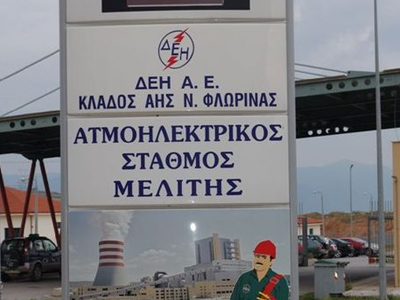 ΔΕΗ
ΔΕΗ Α. Ε.
ΚΛΑΔΟΣ ΑΗΣ Ν. ΦΛΩΡΙΝΑΣ
ΑΤΜΟΗΛΕΚΤΡΙΚΟΣ
ΣΤΑΘΜΟΣ
ΜΕΛΙΤΗΣ